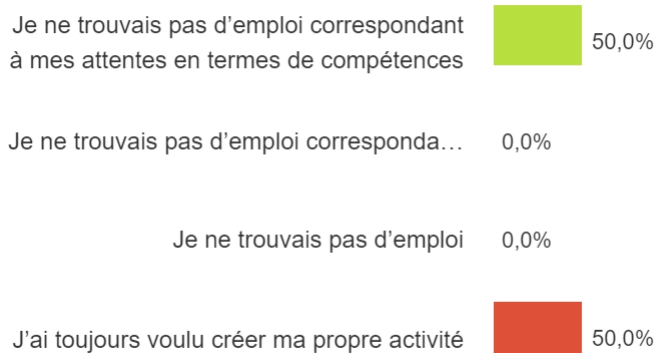 Je ne trouvais pas d’emploi correspondant
à mes attentes en termes de compétences
50,0%
Je ne trouvais pas d’emploi corresponda…
0,0%
Je ne trouvais pas d’emploi
0,0%
J’ai toujours voulu créer ma propre activité
50,0%